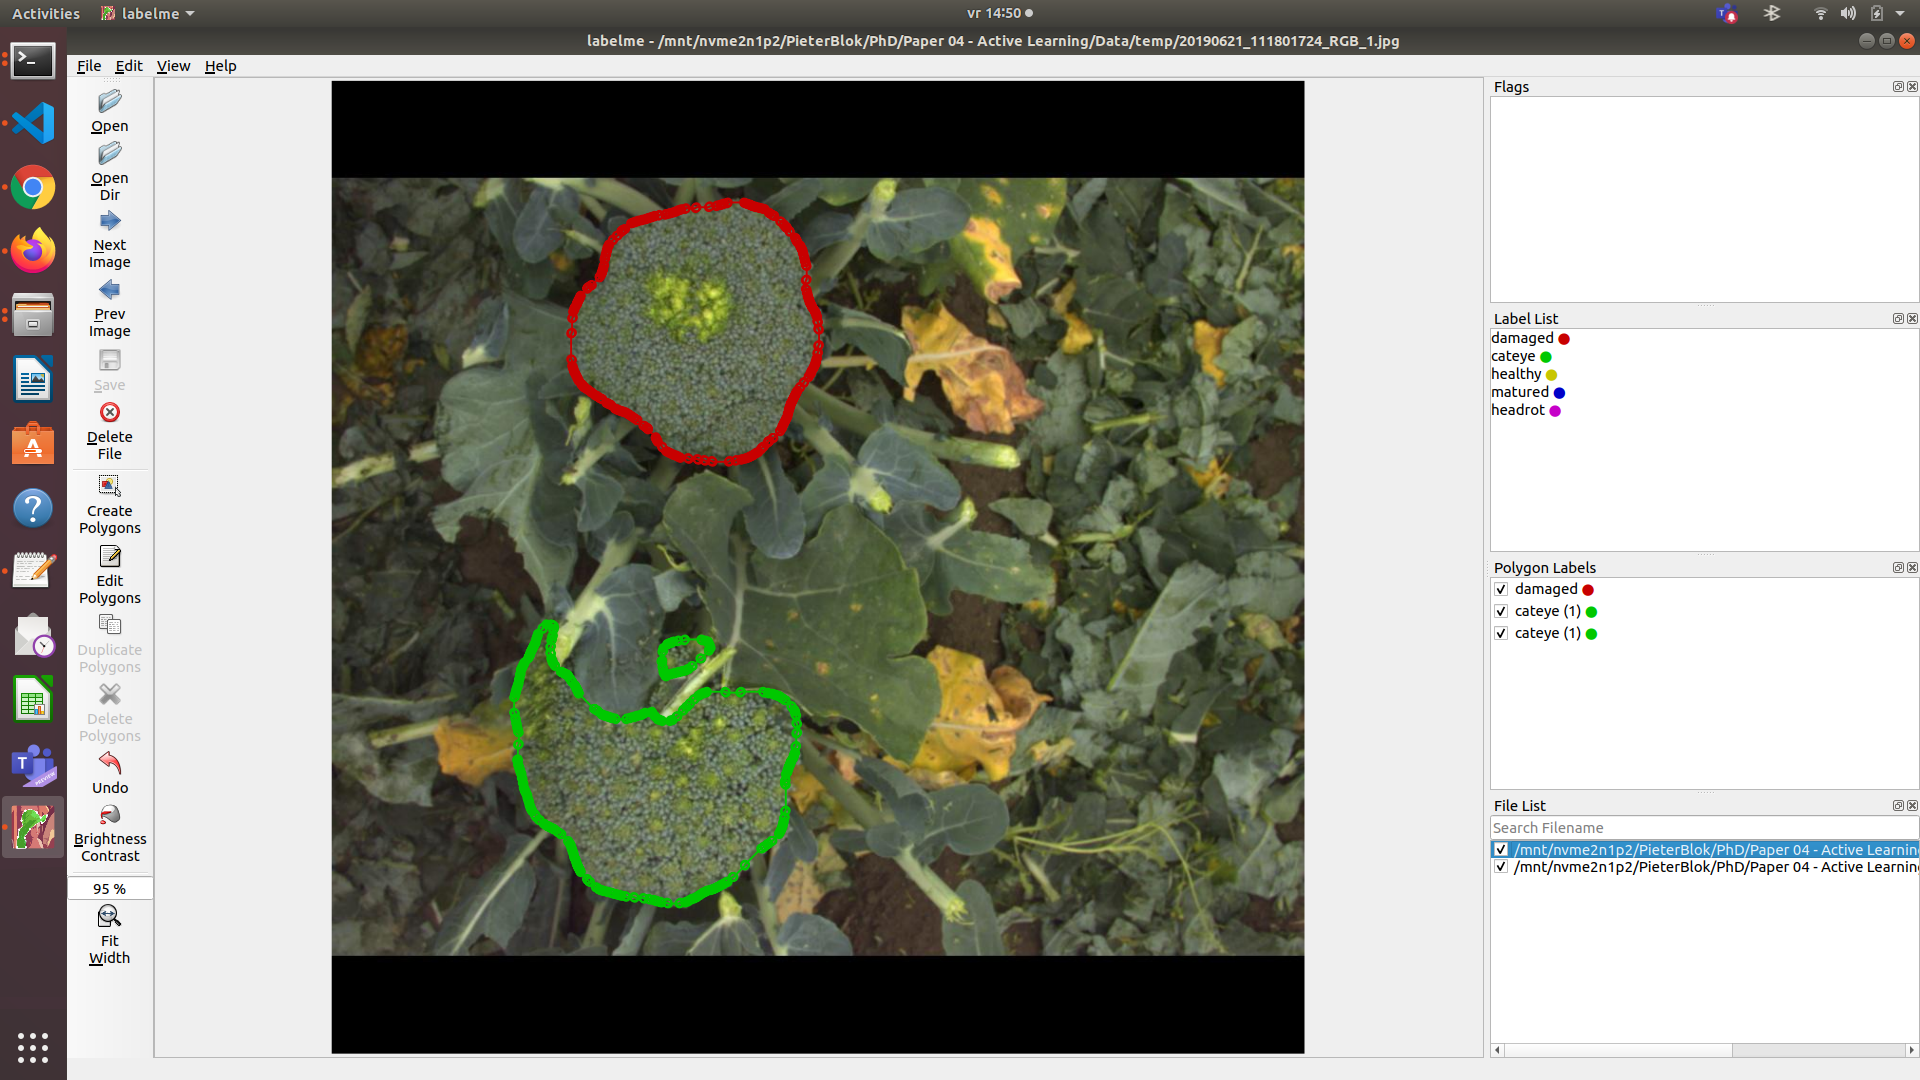 Activities
labelme
vr 14:50
labelme - /mnt/nvme2n1p2/PieterBlok/PhD/Paper 04 - Active Learning/Data/temp/20190621_111801724_RGB_1.jpg
File Edit View Help
Open
Open
Dir
Next
Image
Prev
Image
Save
Delete
File
Create
Polygons
Edit
Polygons
Duplicate
Polygons
Delete
Polygons
Undo
Brightness
Contrast
95 %
Fit
Width
Flags
Label List
damaged
cateye
healthy
matured
headrot
Polygon Labels
damaged
cateye (1)
cateye (1)
File List
Search Filename
/mnt/nvme2n1p2/PieterBlok/PhD/Paper 04 - Active Learnin
/mnt/nvme2n1p2/PieterBlok/PhD/Paper 04 - Active Learnin